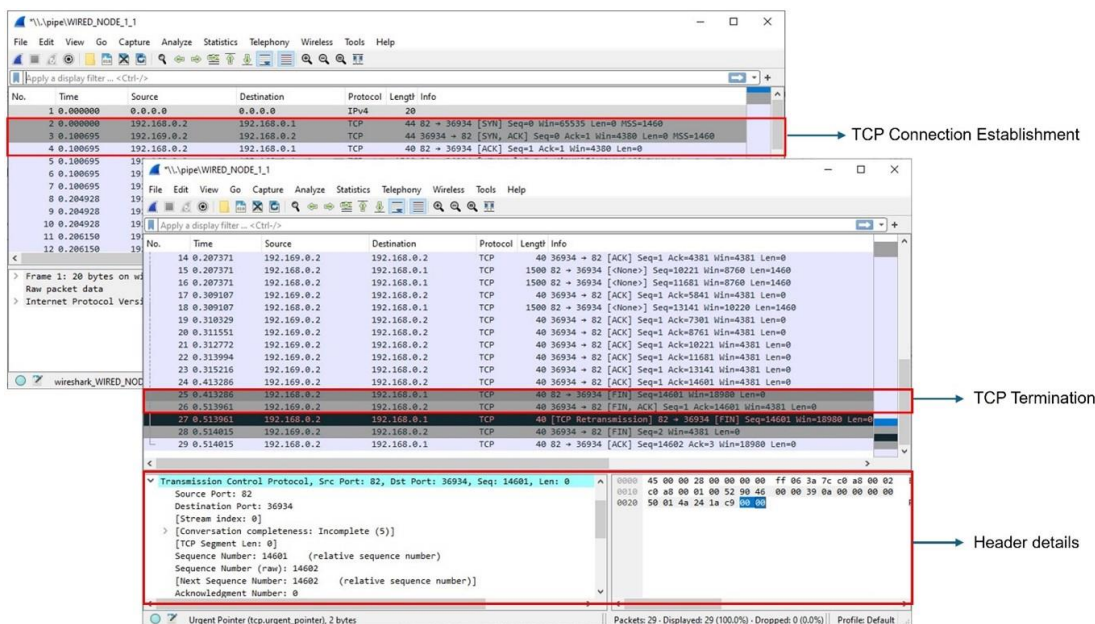 *\\.\pipe\WIRED_NODE_1_1
File Edit View Go Capture Analyze Statistics Telephony Wireless Tools Help
Apply a display filter ... <Ctrl-/>
No. Time Source Destination Protocol Length Info
1 0.000000 0.0.0.0 0.0.0.0 IPv4 20
2 0.000000 192.168.0.2 192.168.0.1 TCP 44 82 → 36934 [SYN] Seq=0 Win=65535 Len=0 MSS=1460
3 0.100695 192.169.0.2 192.168.0.2 TCP 44 36934 → 82 [SYN, ACK] Seq=0 Ack=1 Win=4380 Len=0 MSS=1460
4 0.100695 192.168.0.2 192.168.0.1 TCP 40 82 → 36934 [ACK] Seq=1 Ack=1 Win=4380 Len=0
TCP Connection Establishment
5 0.100695 19
6 0.100695 19
7 0.100695 19
8 0.204928 19
9 0.204928 19
10 0.204928 19
11 0.206150 19
12 0.206150 19
Frame 1: 20 bytes on wi
Raw packet data
Internet Protocol Versi
wireshark_WIRED_NOD
*\\.\pipe\WIRED_NODE_1_1
File Edit View Go Capture Analyze Statistics Telephony Wireless Tools Help
Apply a display filter ... <Ctrl-/>
No. Time Source Destination Protocol Length Info
14 0.207371 192.169.0.2 192.168.0.2 TCP 40 36934 → 82 [ACK] Seq=1 Ack=4381 Win=4381 Len=0
15 0.207371 192.168.0.2 192.168.0.1 TCP 1500 82 → 36934 [<None>] Seq=10221 Win=8760 Len=1460
16 0.207371 192.168.0.2 192.168.0.1 TCP 1500 82 → 36934 [<None>] Seq=11681 Win=8760 Len=1460
17 0.309107 192.169.0.2 192.168.0.2 TCP 40 36934 → 82 [ACK] Seq=1 Ack=5841 Win=4381 Len=0
18 0.309107 192.168.0.2 192.168.0.1 TCP 1500 82 → 36934 [<None>] Seq=13141 Win=10220 Len=1460
19 0.310329 192.169.0.2 192.168.0.2 TCP 40 36934 → 82 [ACK] Seq=1 Ack=7301 Win=4381 Len=0
20 0.311551 192.169.0.2 192.168.0.2 TCP 40 36934 → 82 [ACK] Seq=1 Ack=8761 Win=4381 Len=0
21 0.312772 192.169.0.2 192.168.0.2 TCP 40 36934 → 82 [ACK] Seq=1 Ack=10221 Win=4381 Len=0
22 0.313994 192.169.0.2 192.168.0.2 TCP 40 36934 → 82 [ACK] Seq=1 Ack=11681 Win=4381 Len=0
23 0.315216 192.169.0.2 192.168.0.2 TCP 40 36934 → 82 [ACK] Seq=1 Ack=13141 Win=4381 Len=0
24 0.413286 192.169.0.2 192.168.0.2 TCP 40 36934 → 82 [ACK] Seq=1 Ack=14601 Win=4381 Len=0
25 0.413286 192.168.0.2 192.168.0.1 TCP 40 82 → 36934 [FIN] Seq=14601 Win=18980 Len=0
26 0.513961 192.169.0.2 192.168.0.2 TCP 40 36934 → 82 [FIN, ACK] Seq=1 Ack=14601 Win=4381 Len=0
TCP Termination
27 0.513961 192.168.0.2 192.168.0.1 TCP 40 [TCP Retransmission] 82 → 36934 [FIN] Seq=14601 Win=18980 Len=0
28 0.514015 192.169.0.2 192.168.0.2 TCP 40 36934 → 82 [FIN] Seq=2 Win=4381 Len=0
29 0.514015 192.168.0.2 192.168.0.1 TCP 40 82 → 36934 [ACK] Seq=14602 Ack=3 Win=18980 Len=0
Transmission Control Protocol, Src Port: 82, Dst Port: 36934, Seq: 14601, Len: 0
Source Port: 82
Destination Port: 36934
[Stream index: 0]
[Conversation completeness: Incomplete (5)]
[TCP Segment Len: 0]
Sequence Number: 14601 (relative sequence number)
Sequence Number (raw): 14602
[Next Sequence Number: 14602 (relative sequence number)]
Acknowledgment Number: 0
0000 45 00 00 28 00 00 00 00 ff 06 3a 7c c0 a8 00 02
0010 c0 a8 00 01 00 52 90 46 00 00 39 0a 00 00 00 00
0020 50 01 4a 24 1a c9 00 00
Header details
Urgent Pointer (tcp.urgent_pointer), 2 bytes
Packets: 29 · Displayed: 29 (100.0%) · Dropped: 0 (0.0%)
Profile: Default